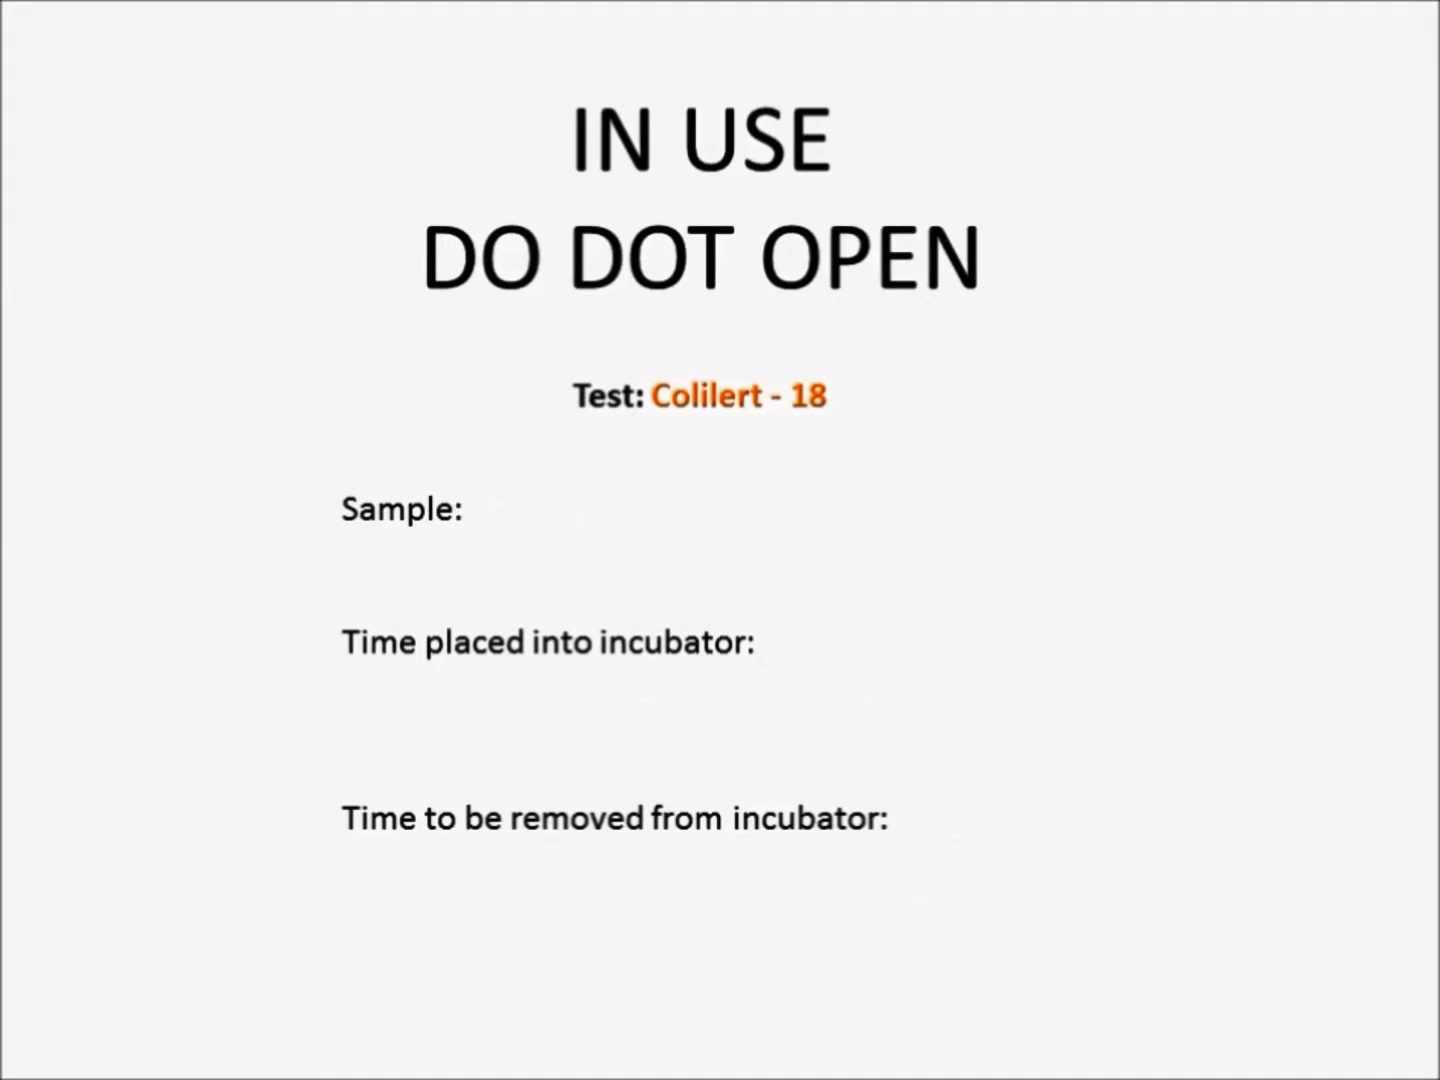 IN USE
DO DOT OPEN
Test: Colilert - 18
Sample:
Time placed into incubator:
Time to be removed from incubator: